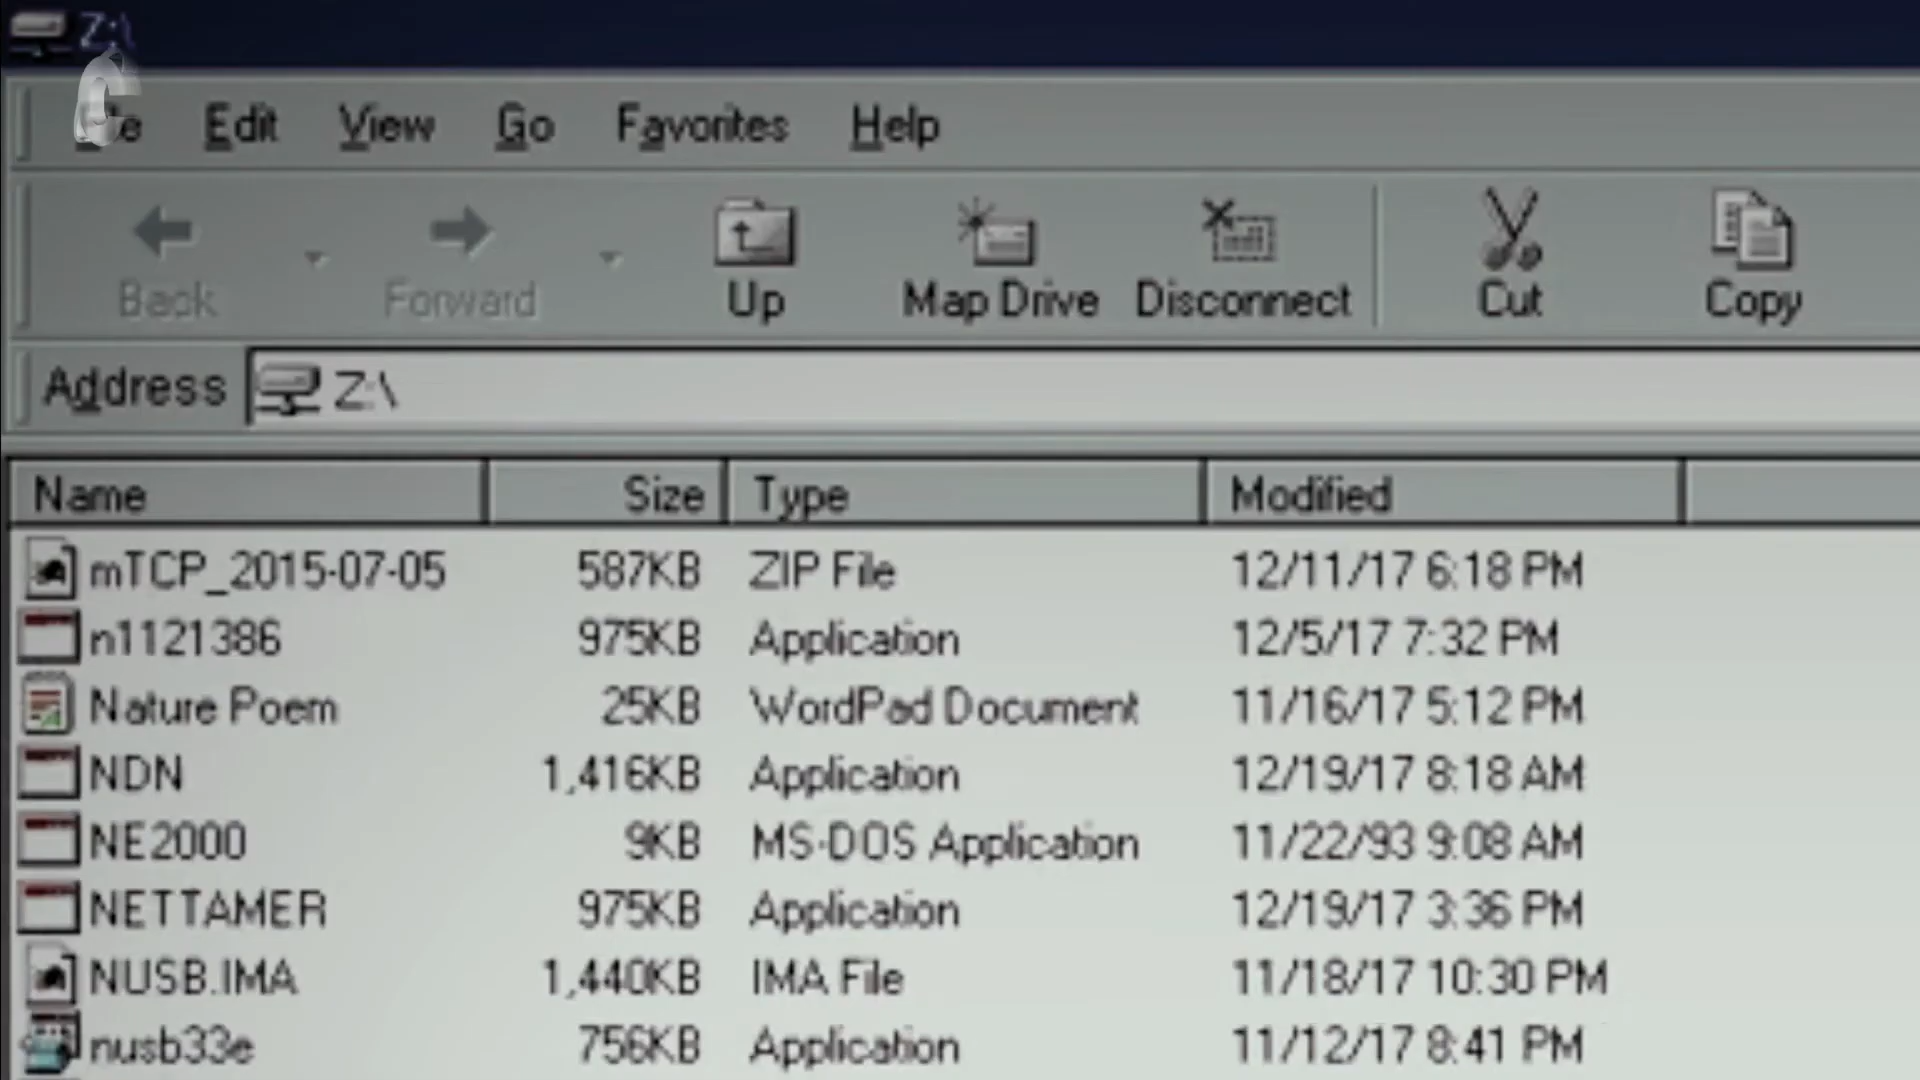 Z:\
File Edit View Go Favorites Help
Back Forward Up Map Drive Disconnect Cut Copy
Address Z:\
Name Size Type Modified
mTCP_2015-07-05 587KB ZIP File 12/11/17 6:18 PM
n1121386 975KB Application 12/5/17 7:32 PM
Nature Poem 25KB WordPad Document 11/16/17 5:12 PM
NDN 1,416KB Application 12/19/17 8:18 AM
NE2000 9KB MS-DOS Application 11/22/93 9:08 AM
NETTAMER 975KB Application 12/19/17 3:36 PM
NUSB.IMA 1,440KB IMA File 11/18/17 10:30 PM
nusb33e 756KB Application 11/12/17 8:41 PM